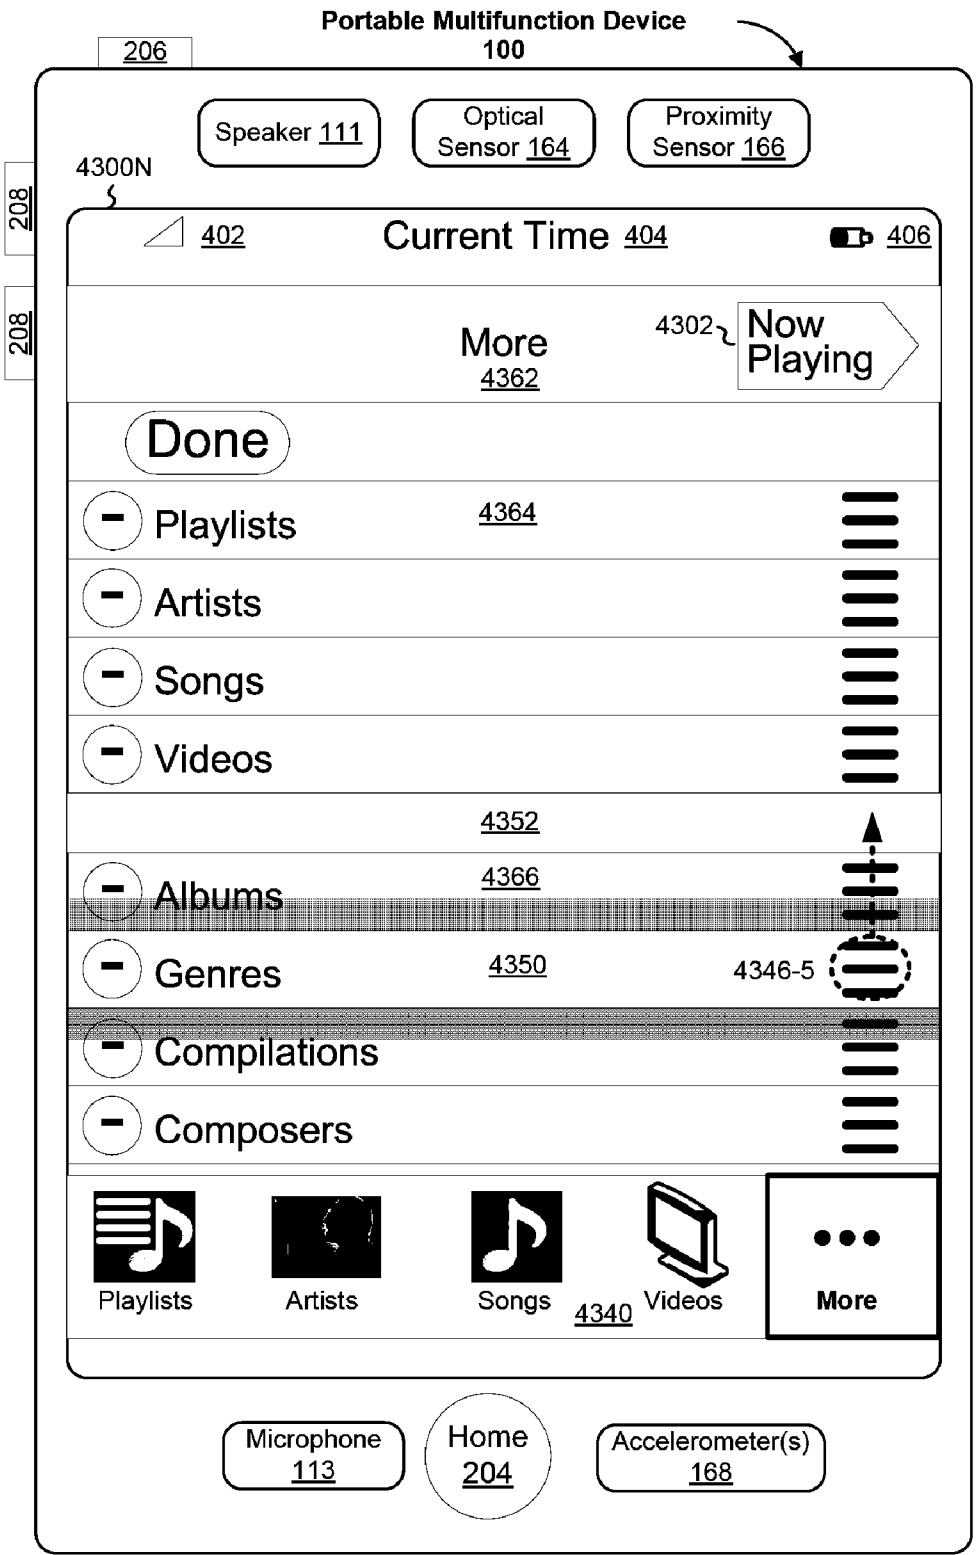 Portable Multifunction Device
100
206
Speaker 111
Optical
Sensor 164
Proximity
Sensor 166
4300N
208
208
402
Current Time 404
406
More
4362
4302
Now
Playing
Done
Playlists
4364
Artists
Songs
Videos
4352
Albums
4366
Genres
4350
4346-5
Compilations
Composers
Playlists
Artists
Songs
4340
Videos
More
Microphone
113
Home
204
Accelerometer(s)
168